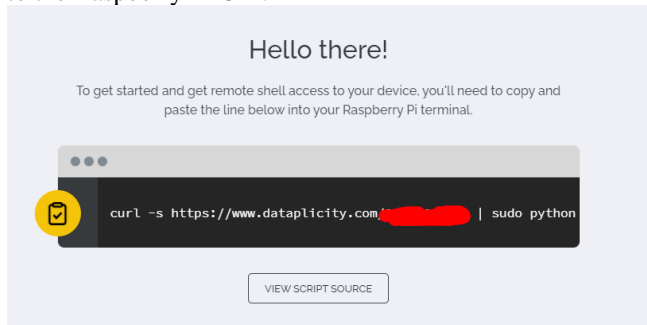 Hello there!
To get started and get remote shell access to your device, you'll need to copy and
paste the line below into your Raspberry Pi terminal.
curl -s https://www.dataplicity.com/ | sudo python
VIEW SCRIPT SOURCE